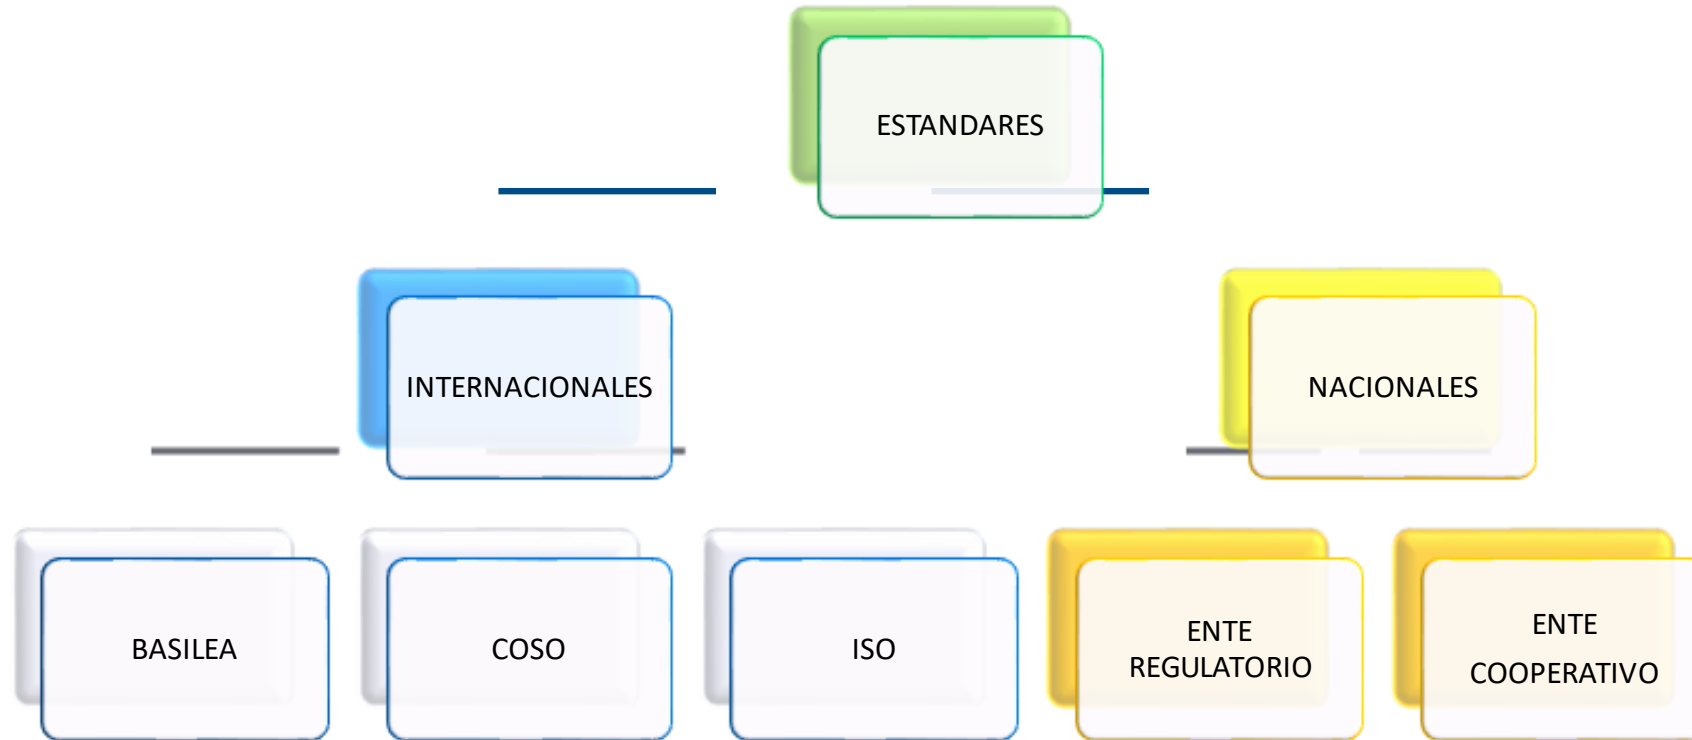 ESTANDARES
INTERNACIONALES
NACIONALES
BASILEA
COSO
ISO
ENTE
REGULATORIO
ENTE
COOPERATIVO